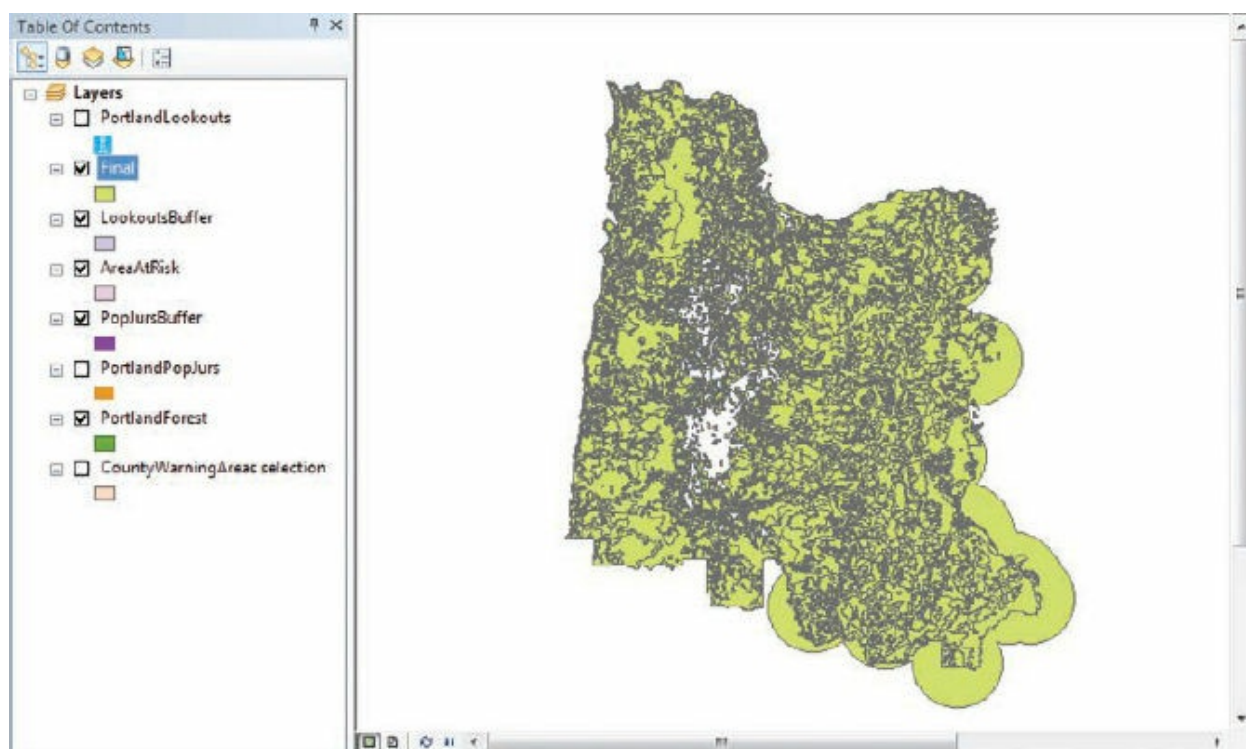 Table Of Contents
Layers
PortlandLookouts
Final
LookoutsBuffer
AreaAtRisk
PopJursBuffer
PortlandPopJurs
PortlandForest
CountyWarningAreas selection